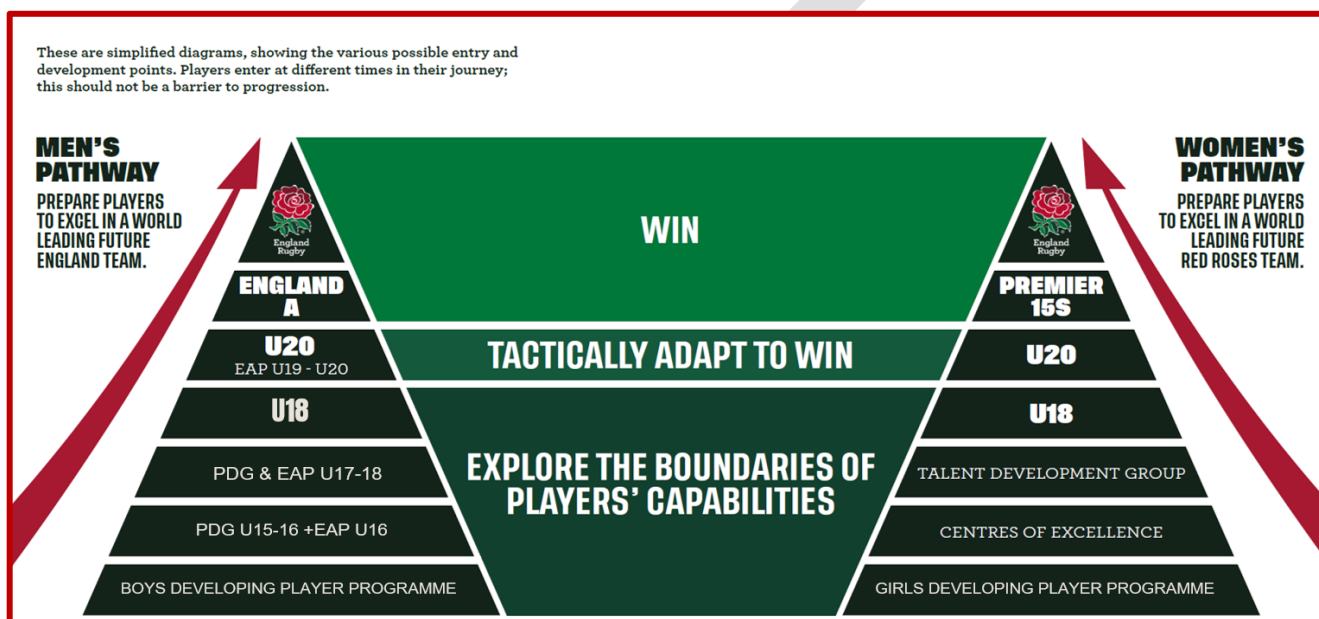 These are simplified diagrams, showing the various possible entry and
development points. Players enter at different times in their journey;
this should not be a barrier to progression.
MEN'S
PATHWAY
PREPARE PLAYERS
TO EXCEL IN A WORLD
LEADING FUTURE
ENGLAND TEAM.
England
Rugby
ENGLAND
A
U20
EAP U19 - U20
U18
PDG & EAP U17-18
PDG U15-16 +EAP U16
BOYS DEVELOPING PLAYER PROGRAMME
WIN
TACTICALLY ADAPT TO WIN
EXPLORE THE BOUNDARIES OF
PLAYERS' CAPABILITIES
WOMEN'S
PATHWAY
PREPARE PLAYERS
TO EXCEL IN A WORLD
LEADING FUTURE
RED ROSES TEAM.
England
Rugby
PREMIER
15S
U20
U18
TALENT DEVELOPMENT GROUP
CENTRES OF EXCELLENCE
GIRLS DEVELOPING PLAYER PROGRAMME